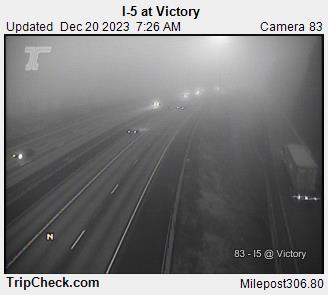 I-5 at Victory
Updated Dec 20 2023 7:26 AM Camera 83
T
N
83 - I5 @ Victory
TripCheck.com Milepost306.80